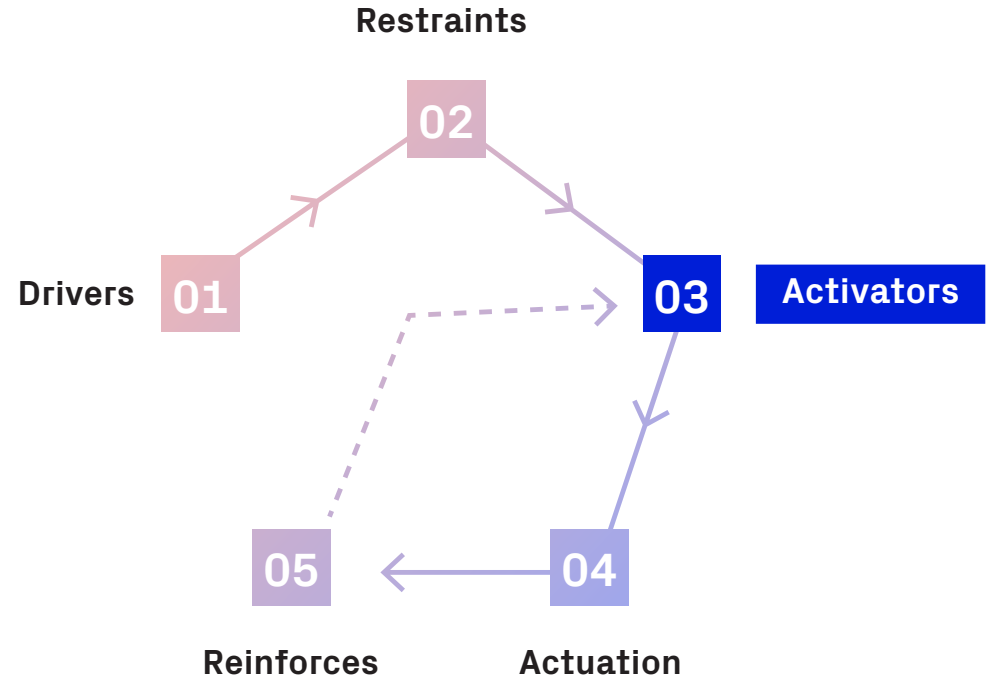 Restraints
02
Drivers
01
03
Activators
05
04
Reinforces
Actuation